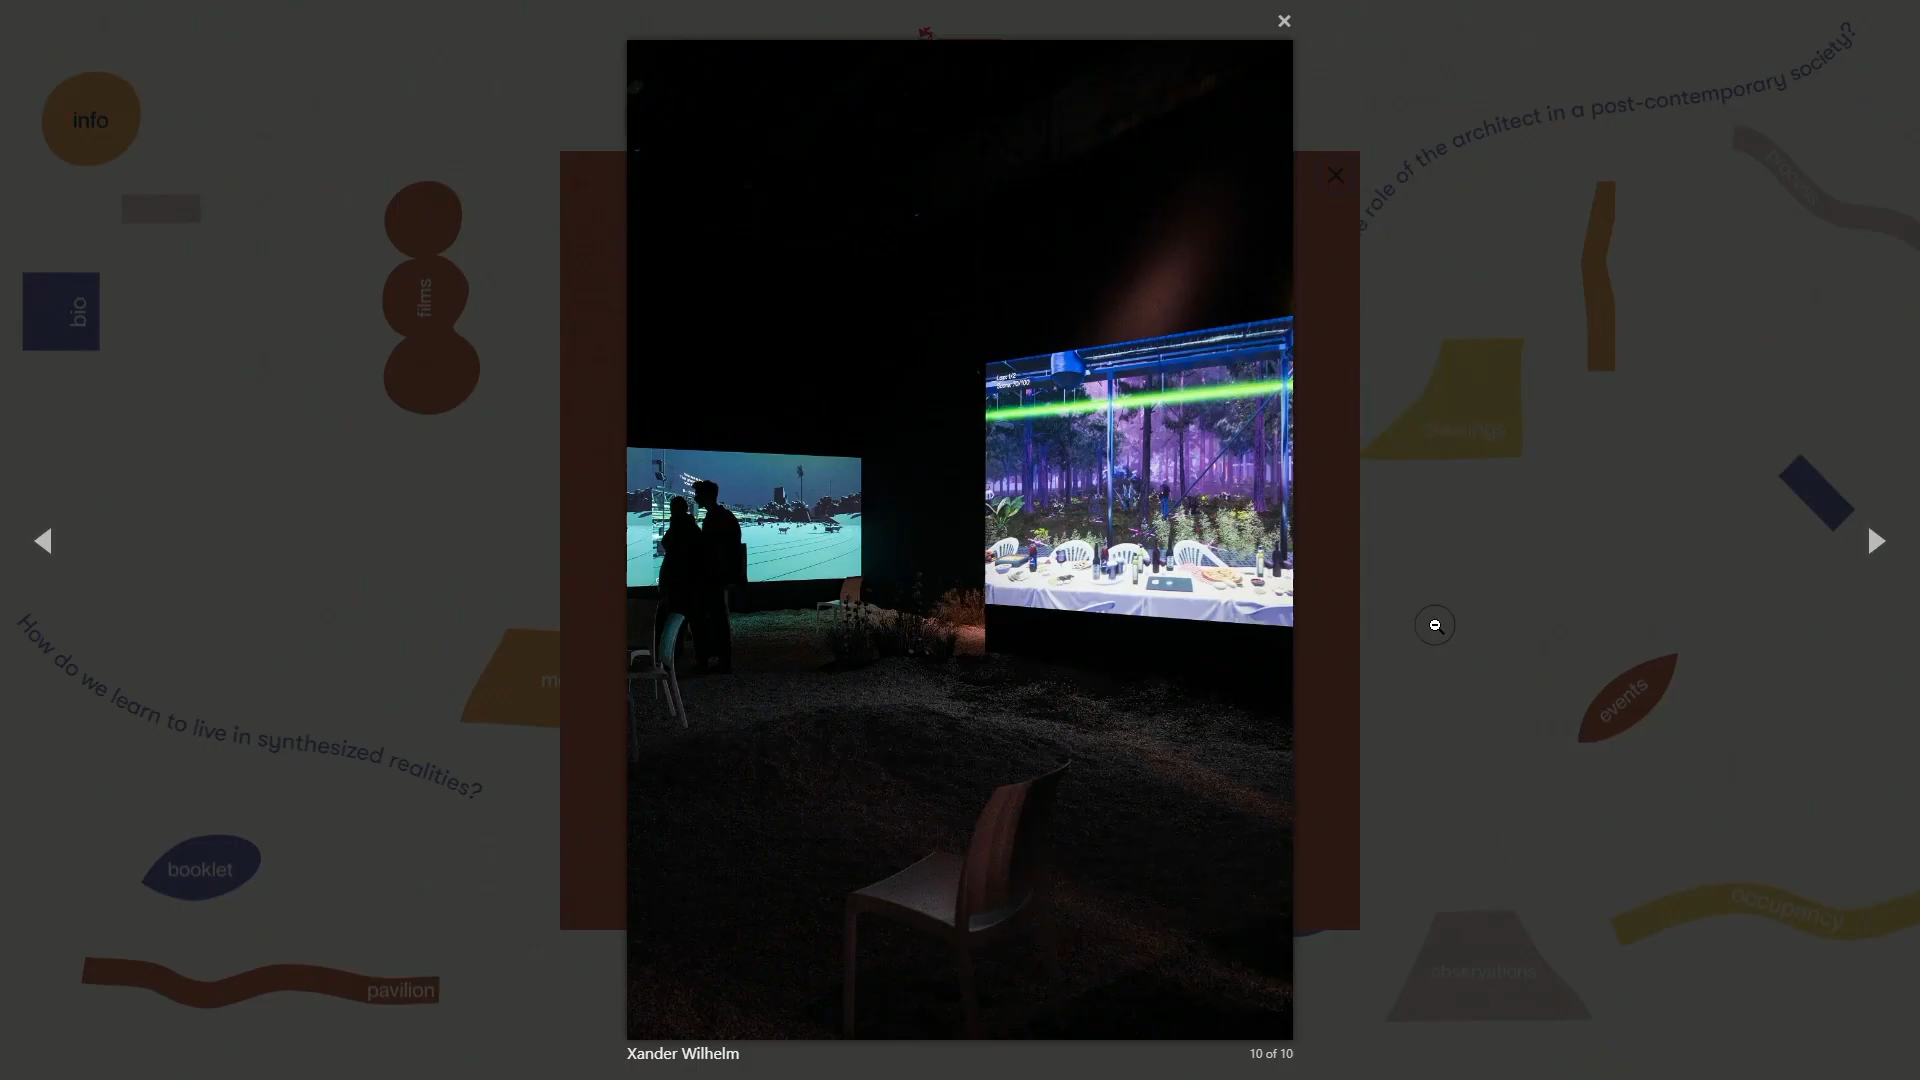 info
bio
films
How do we learn to live in synthesized realities?
booklet
pavilion
role of the architect in a post-contemporary society?
process
events
occupancy
observations
Xander Wilhelm
10 of 10